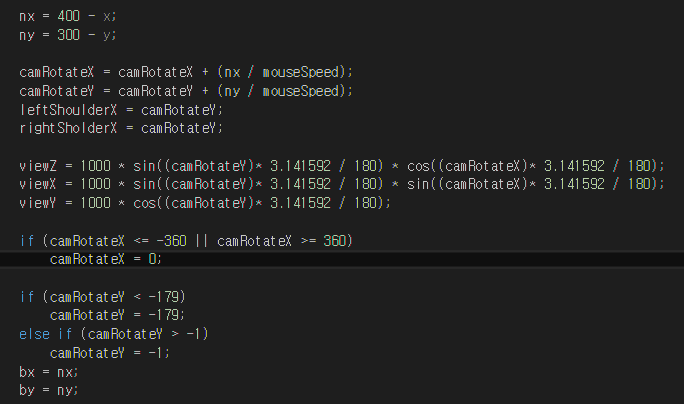 nx = 400 - x;
ny = 300 - y;
camRotateX = camRotateX + (nx / mouseSpeed);
camRotateY = camRotateY + (ny / mouseSpeed);
leftShoulderX = camRotateY;
rightSholderX = camRotateY;
viewZ = 1000 * sin((camRotateY)* 3.141592 / 180) * cos((camRotateX)* 3.141592 / 180);
viewX = 1000 * sin((camRotateY)* 3.141592 / 180) * sin((camRotateX)* 3.141592 / 180);
viewY = 1000 * cos((camRotateY)* 3.141592 / 180);
if (camRotateX <= -360 || camRotateX >= 360)
camRotateX = 0;
if (camRotateY < -179)
camRotateY = -179;
else if (camRotateY > -1)
camRotateY = -1;
bx = nx;
by = ny;